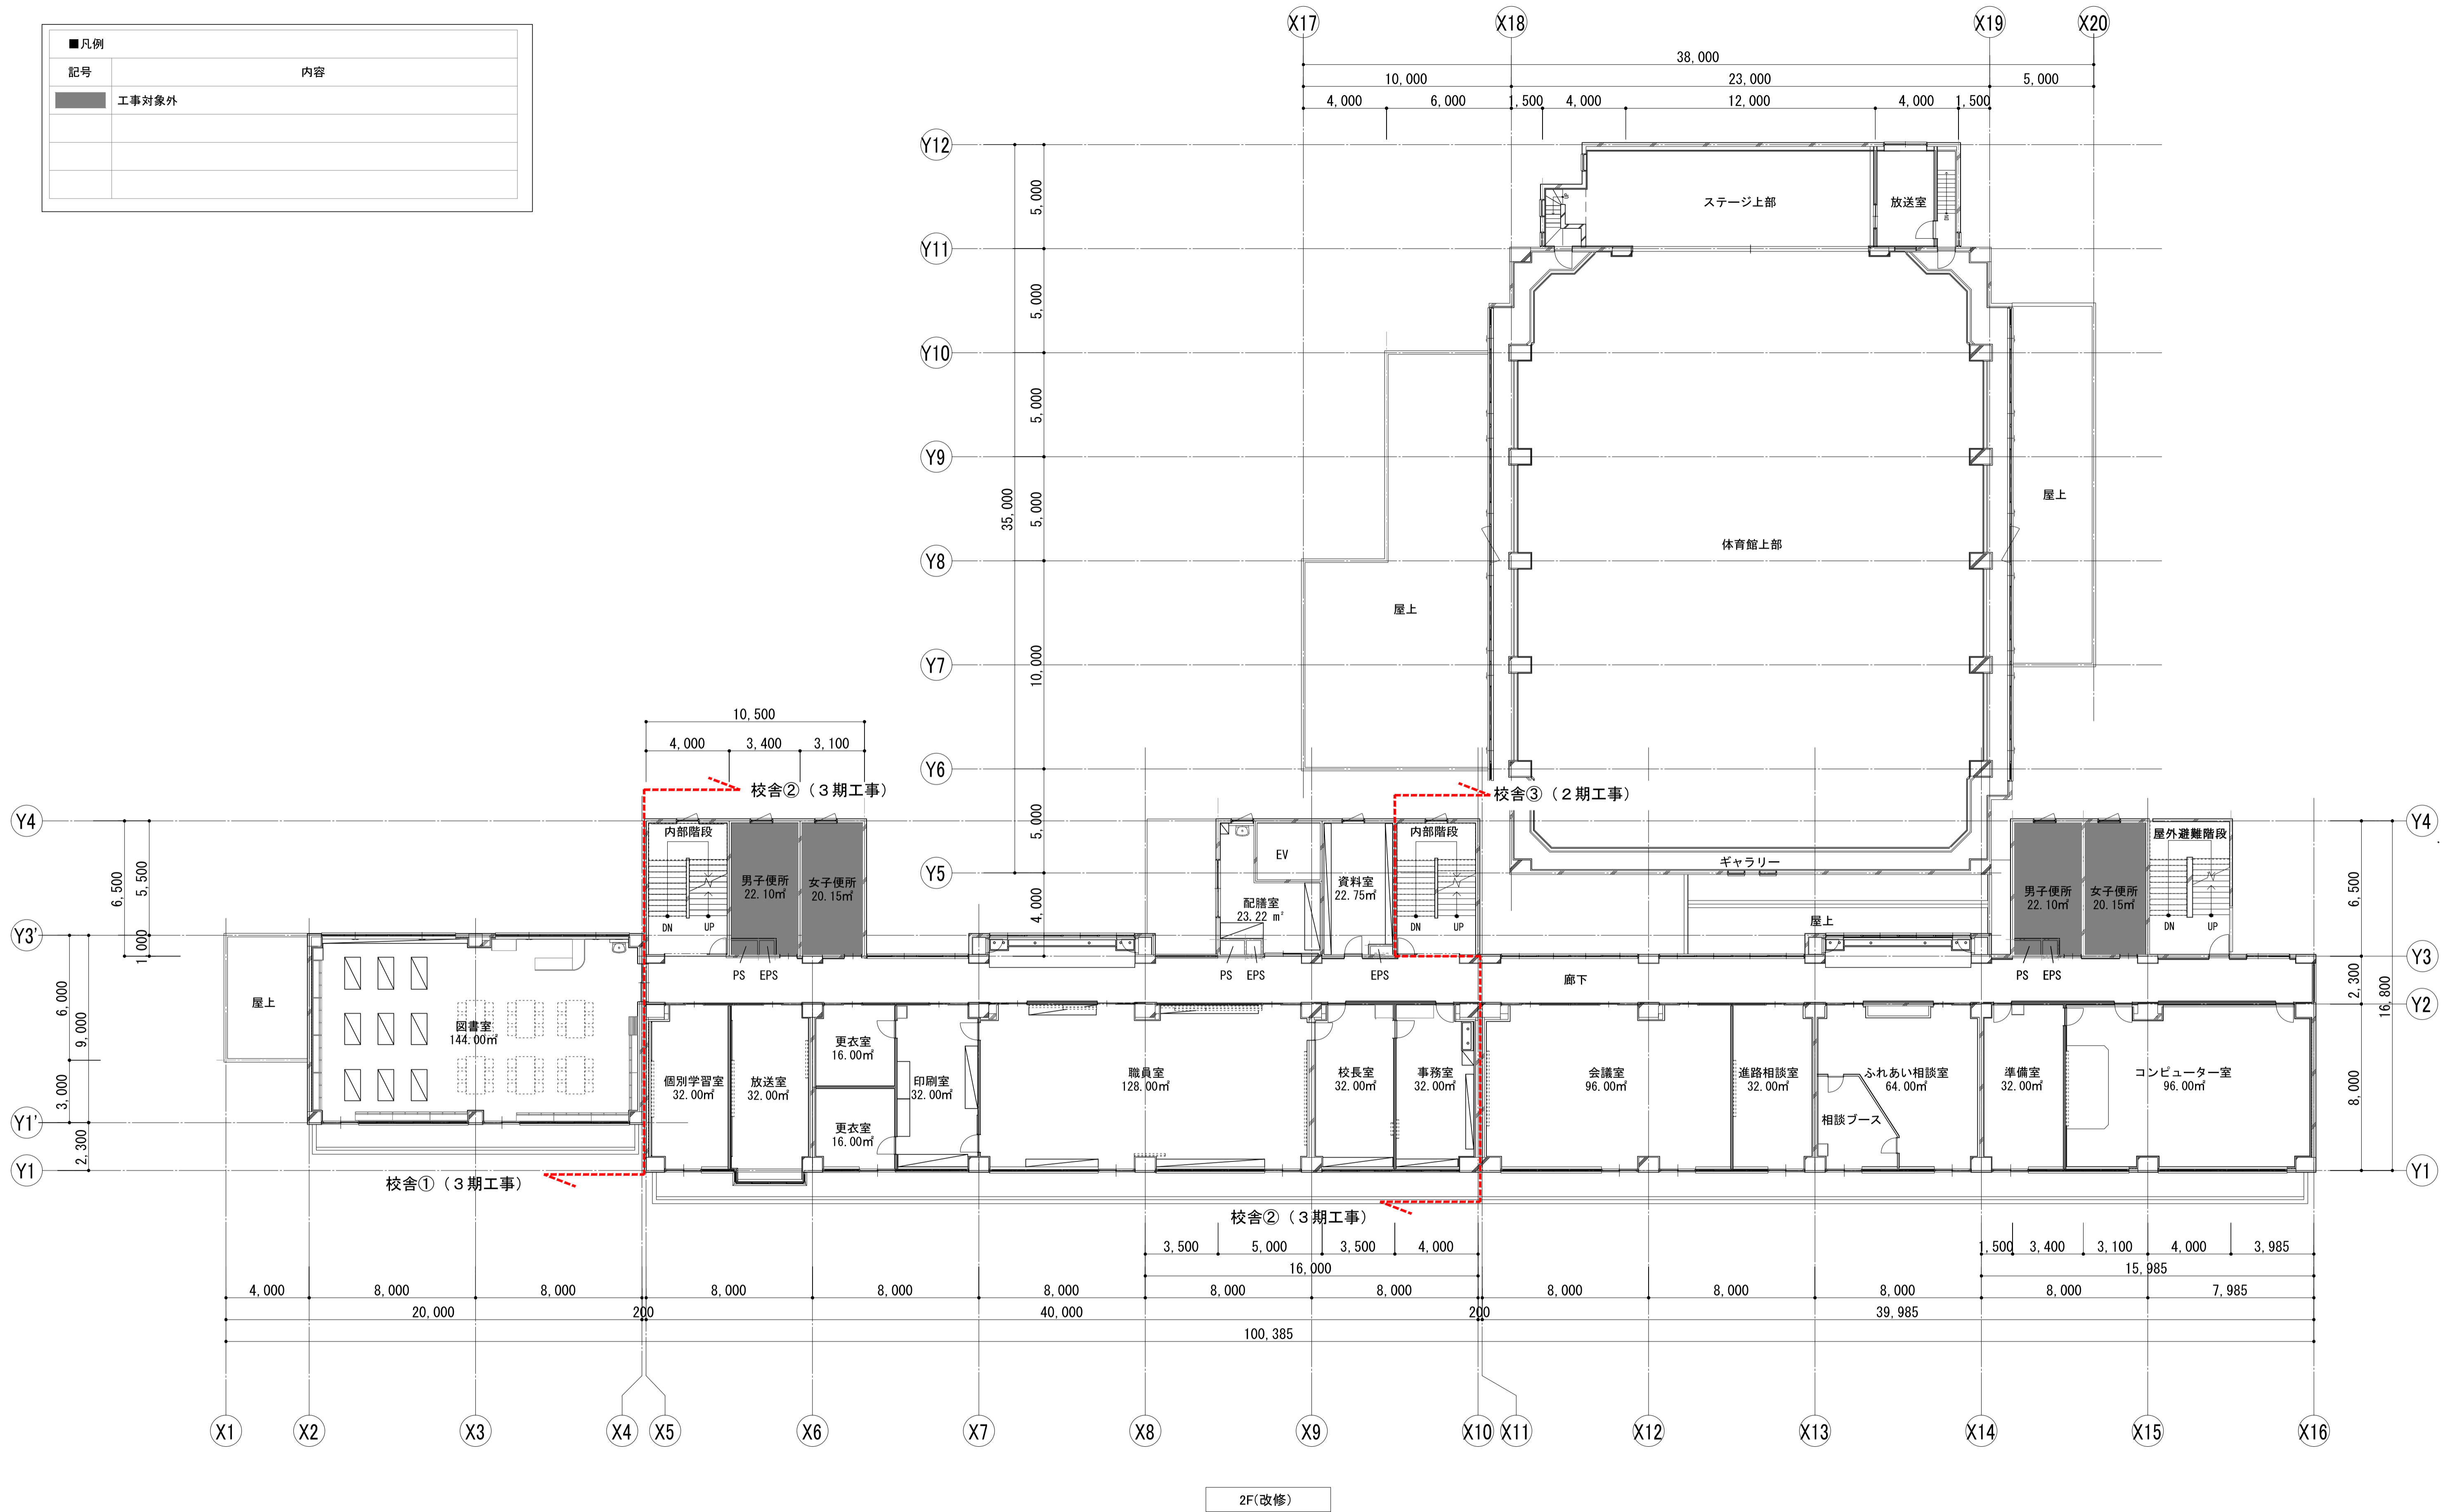 ■凡例
記号 内容
工事対象外
X17 X18 X19 X20
38,000
10,000 23,000 5,000
4,000 6,000 1,500 4,000 12,000 4,000 1,500
Y12
5,000
ステージ上部 放送室
Y11
5,000
Y10
5,000
Y9
35,000
5,000
屋上
体育館上部
Y8
屋上
10,000
Y7
Y6
5,000
Y5
4,000
10,500
4,000 3,400 3,100
校舎②（３期工事）
校舎③（２期工事）
Y4
6,500
5,500
1,000
内部階段
DN UP
男子便所
22.10㎡
女子便所
20.15㎡
PS EPS
EV
配膳室
23.22 ㎡
資料室
22.75㎡
PS EPS
EPS
内部階段
DN UP
ギャラリー
屋上
男子便所
22.10㎡
女子便所
20.15㎡
PS EPS
屋外避難階段
DN UP
Y4
6,500
Y3
2,300
16,800
Y2
8,000
Y1
廊下
Y3'
6,000
9,000
3,000
Y1'
2,300
Y1
屋上
図書室
144.00㎡
個別学習室
32.00㎡
放送室
32.00㎡
更衣室
16.00㎡
更衣室
16.00㎡
印刷室
32.00㎡
職員室
128.00㎡
校長室
32.00㎡
事務室
32.00㎡
会議室
96.00㎡
進路相談室
32.00㎡
ふれあい相談室
64.00㎡
相談ブース
準備室
32.00㎡
コンピューター室
96.00㎡
校舎①（３期工事）
校舎②（３期工事）
3,500 5,000 3,500 4,000
1,500 3,400 3,100 4,000 3,985
16,000
15,985
4,000 8,000 8,000 8,000 8,000 8,000 8,000 8,000 8,000 8,000 8,000 8,000 7,985
20,000 200 40,000 200 39,985
100,385
X1 X2 X3 X4 X5 X6 X7 X8 X9 X10 X11 X12 X13 X14 X15 X16
2F(改修)